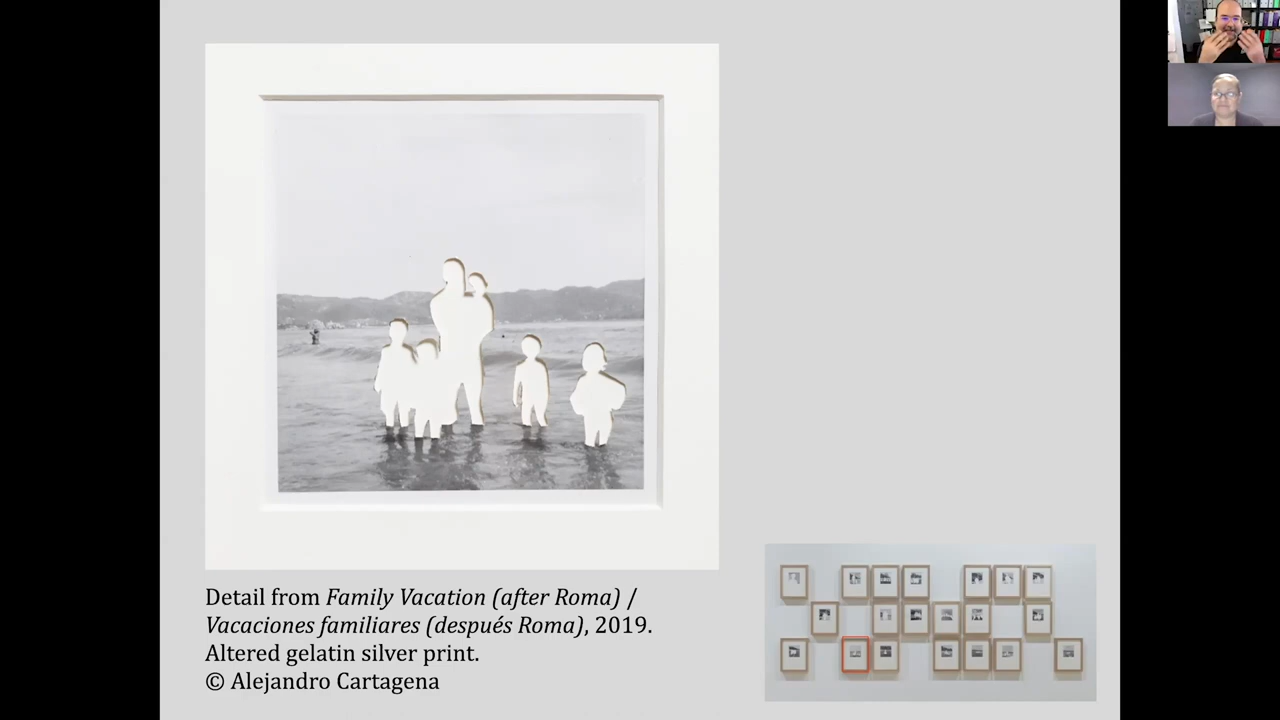 Detail from Family Vacation (after Roma) /
Vacaciones familiares (después Roma), 2019.
Altered gelatin silver print.
© Alejandro Cartagena